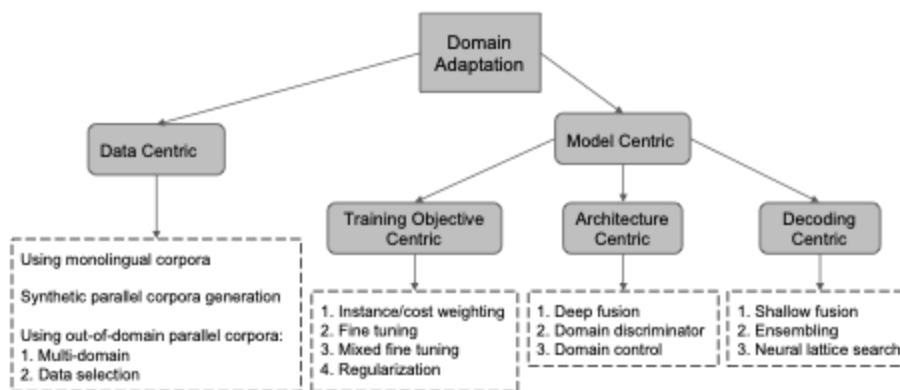 Domain
Adaptation
Data Centric
Model Centric
Training Objective
Centric
Architecture
Centric
Decoding
Centric
Using monolingual corpora
Synthetic parallel corpora generation
Using out-of-domain parallel corpora:
1. Multi-domain
2. Data selection
1. Instance/cost weighting
2. Fine tuning
3. Mixed fine tuning
4. Regularization
1. Deep fusion
2. Domain discriminator
3. Domain control
1. Shallow fusion
2. Ensembling
3. Neural lattice search